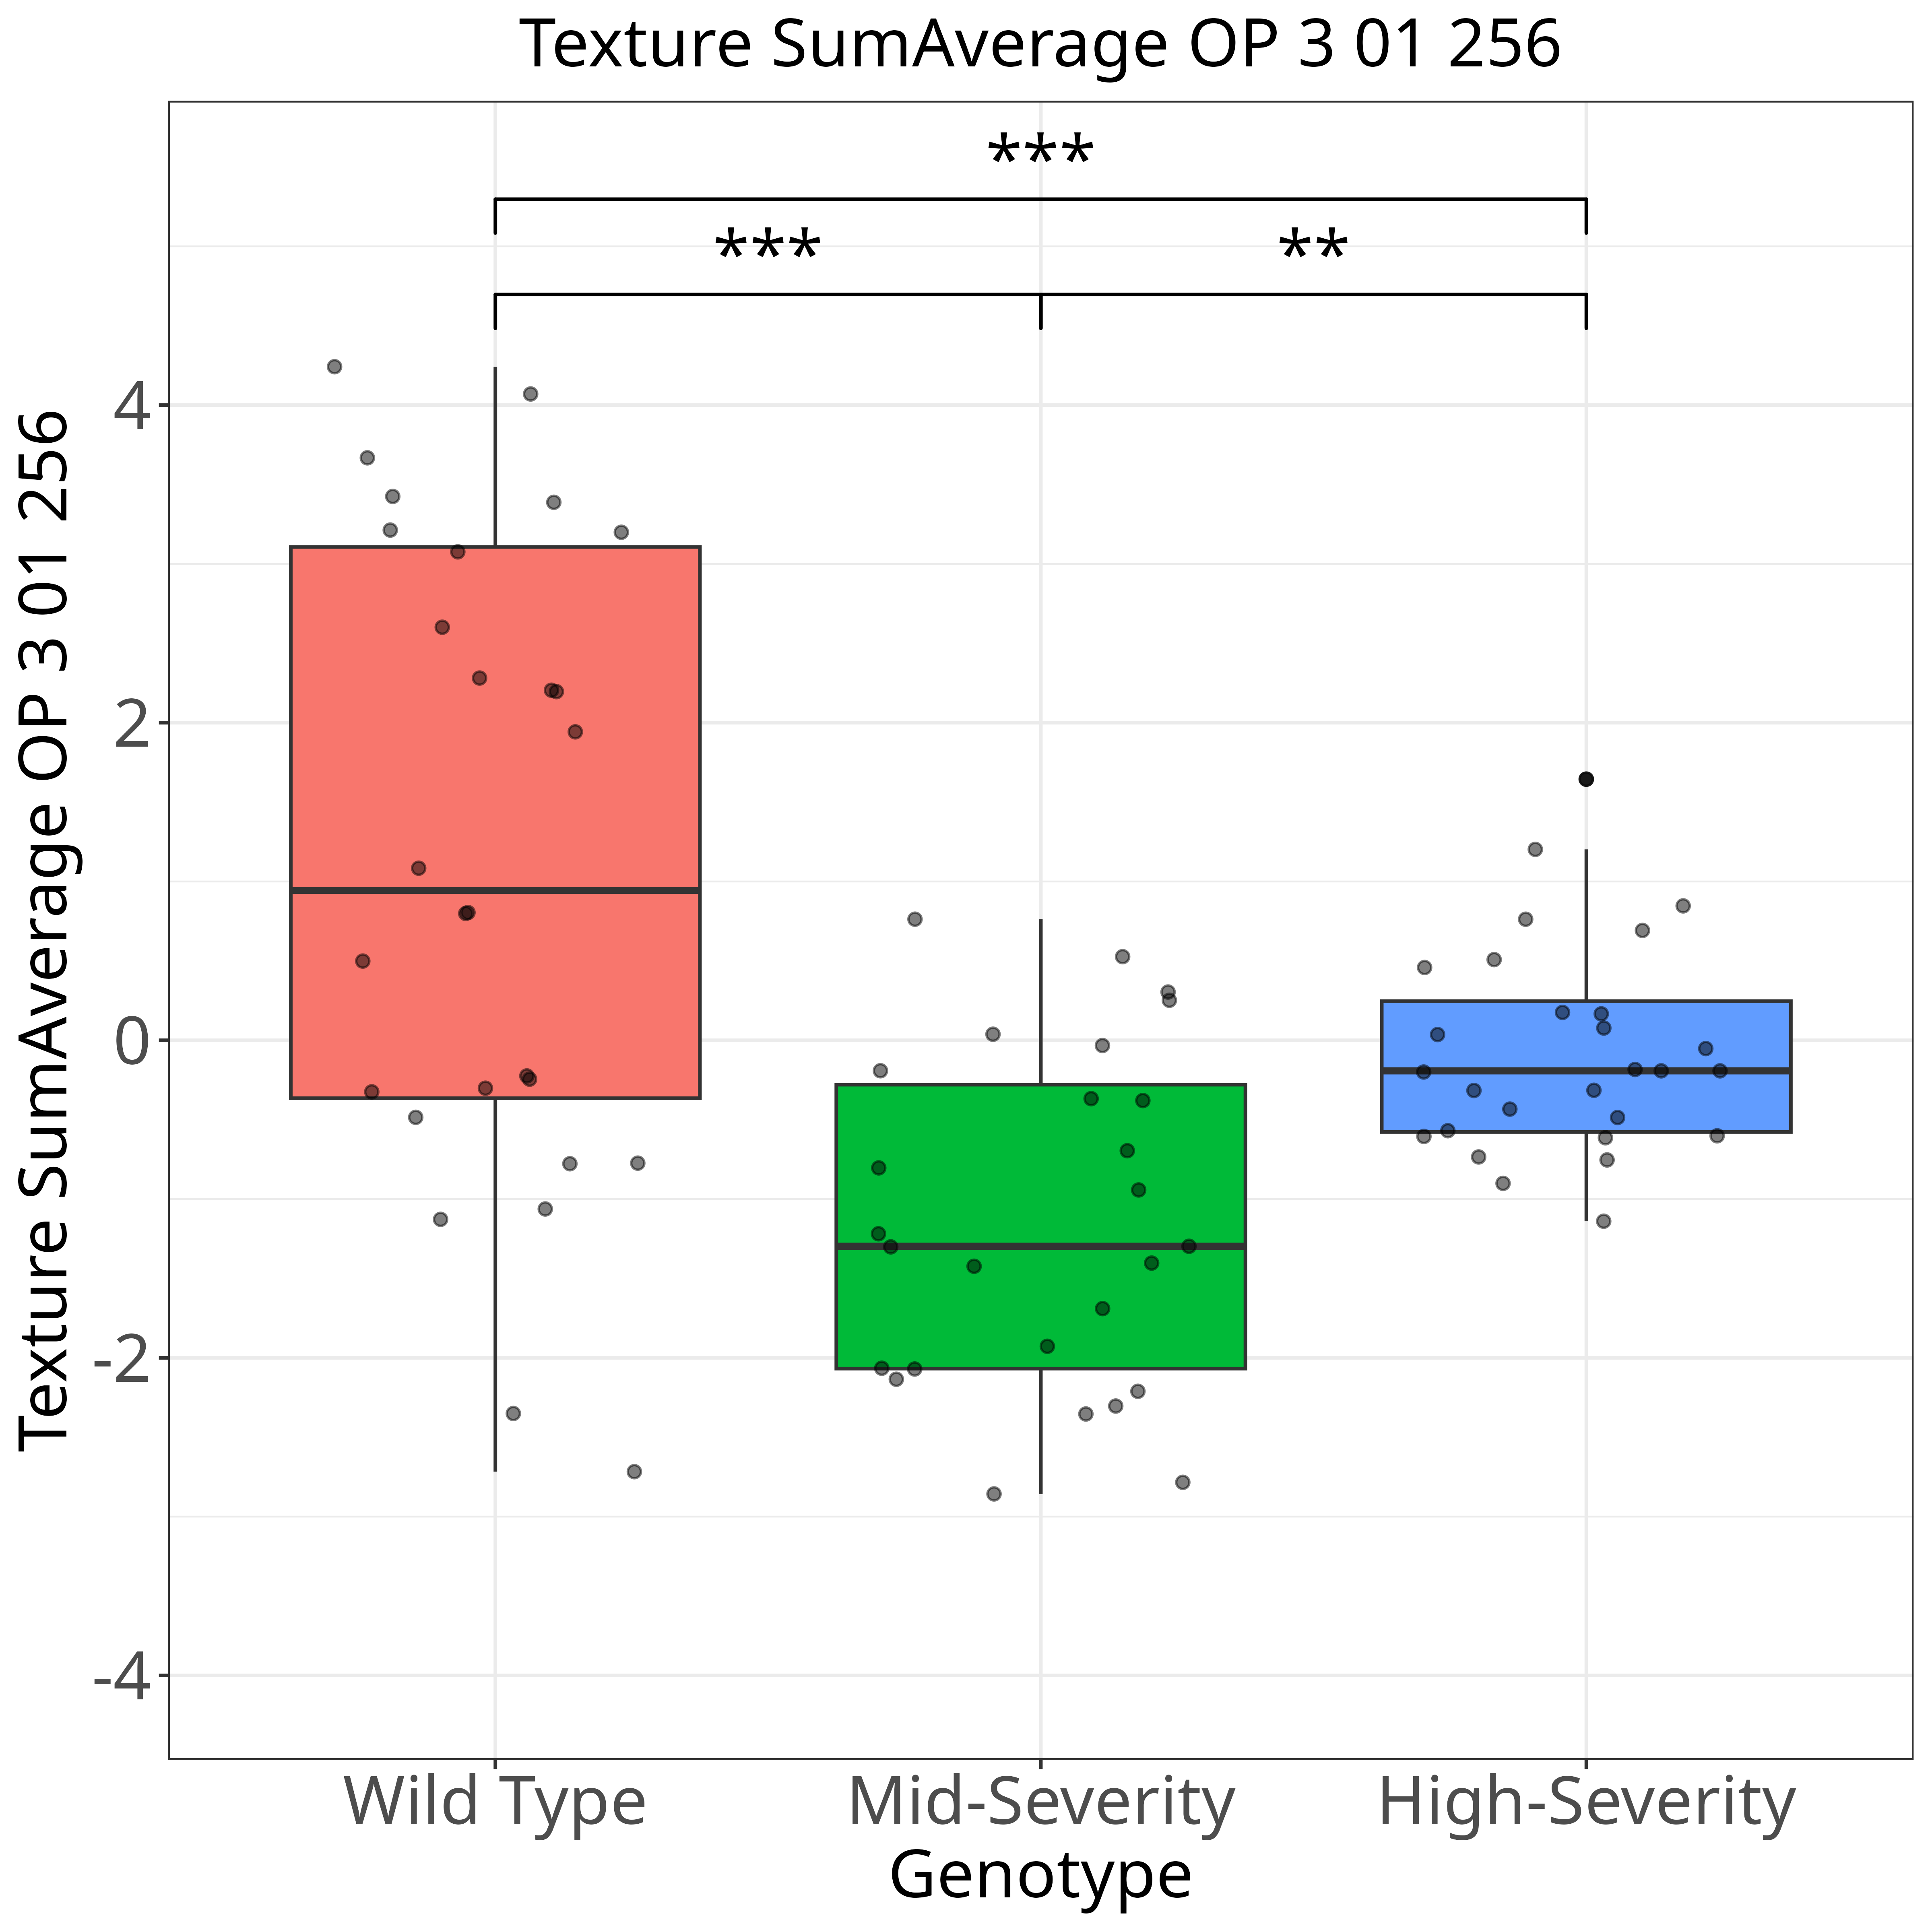 Texture SumAverage OP 3 01 256
***
***
**
Texture SumAverage OP 3 01 256
4
2
0
-2
-4
Wild Type
Mid-Severity
High-Severity
Genotype